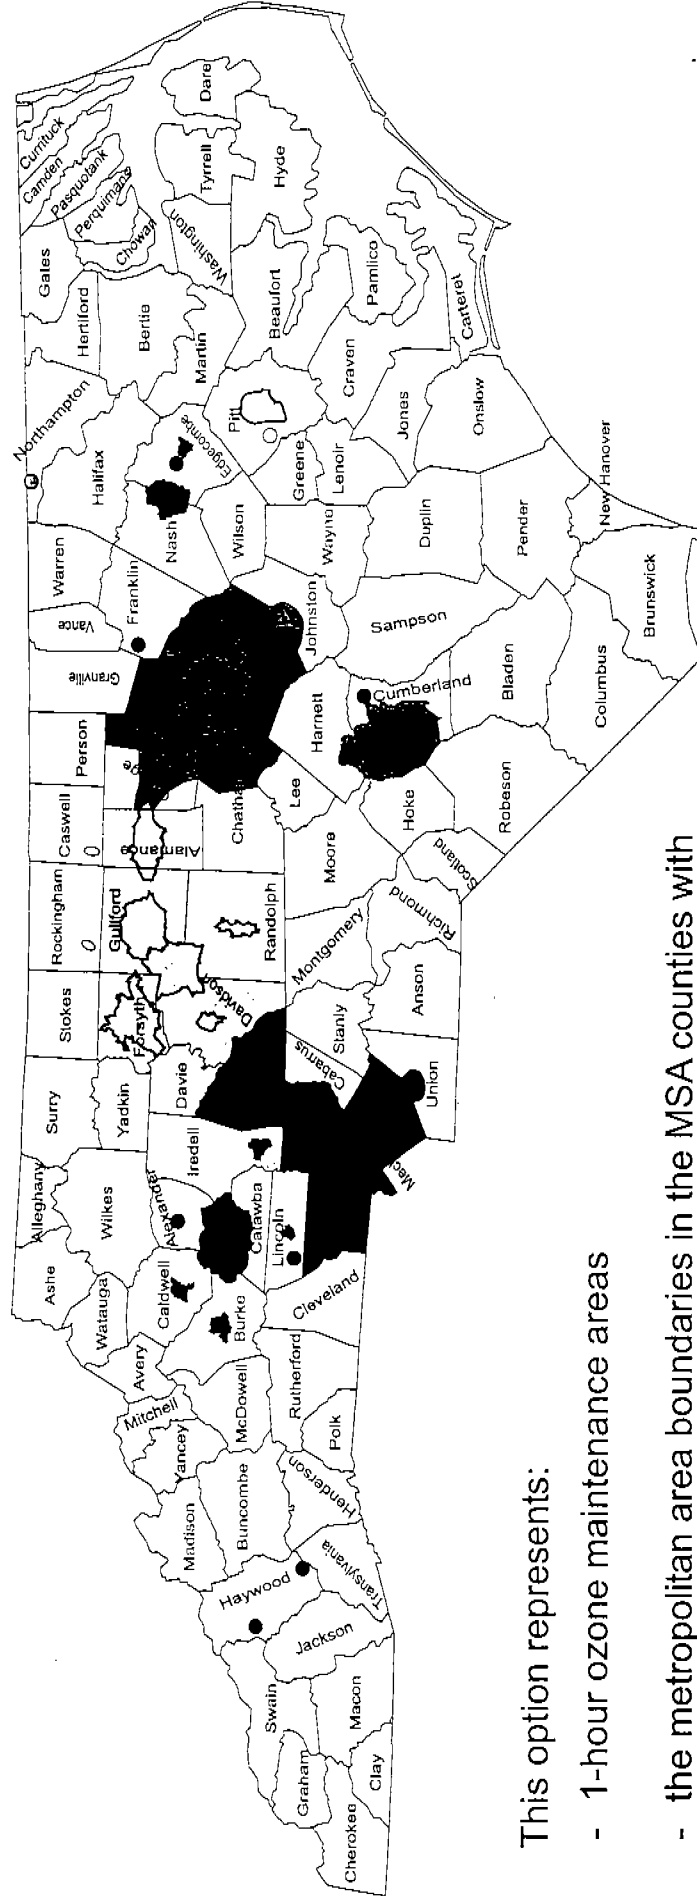 Currituck
Camden
Pasquotank
Perquimans
Chowan
Gales
Hertiford
Bertie
Northampton
Halifax
Warren
Vance
Granville
Person
Caswell
Rockingham
Stokes
Surry
Alleghany
Ashe
Watauga
Wilkes
Yadkin
Forsyth
Guilford
Alamance
Franklin
Nash
Edgecombe
Martin
Washington
Tyrrell
Dare
Hyde
Beaufort
Pitt
Wilson
Greene
Lenoir
Wayne
Johnston
Chatha
Randolph
Davidson
Davie
Iredell
Alexander
Caldwell
Avery
Mitchell
Yancey
Madison
Buncombe
McDowell
Burke
Catawba
Lincoln
Cabarrus
Stanly
Montgomery
Moore
Lee
Harnett
Sampson
Duplin
Jones
Craven
Pamlico
Carteret
Onslow
Pender
New Hanover
Brunswick
Columbus
Bladen
Cumberland
Hoke
Robeson
Scotland
Richmond
Anson
Union
Mec
Cleveland
Rutherford
Polk
Henderson
Transylvania
Haywood
Jackson
Swain
Macon
Graham
Clay
Cherokee
This option represents:
- 1-hour ozone maintenance areas
- the metropolitan area boundaries in the MSA counties with